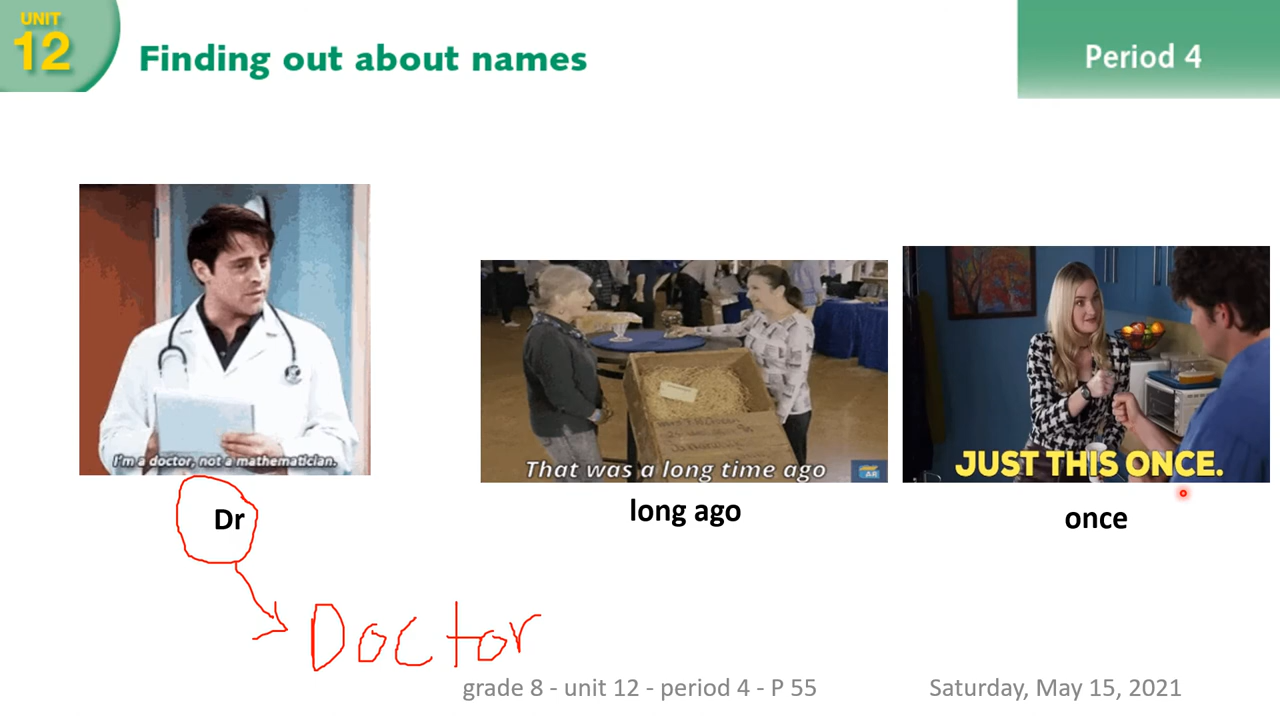 UNIT
12
Finding out about names
Period 4
I'm a doctor, not a mathematician.
That was a long time ago
JUST THIS ONCE.
Dr
long ago
once
Doctor
grade 8 - unit 12 - period 4 - P 55
Saturday, May 15, 2021